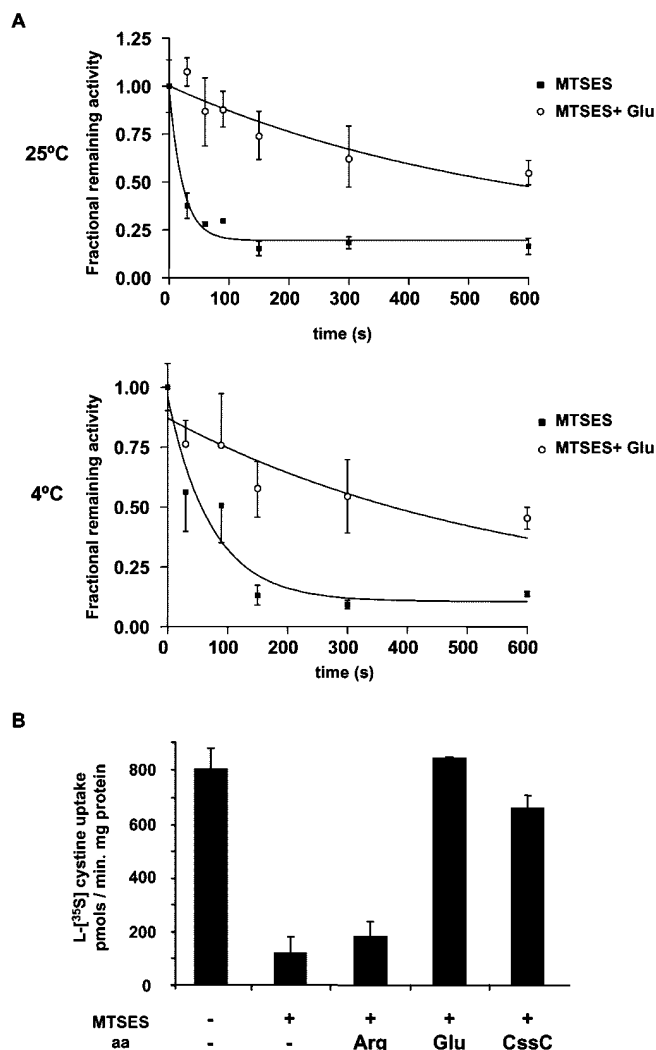 A
25ºC
Fractional remaining activity
1.25
1.00
0.75
0.50
0.25
0.00
0 100 200 300 400 500 600
time (s)
MTSES
MTSES+ Glu
4ºC
Fractional remaining activity
1.00
0.75
0.50
0.25
0.00
0 100 200 300 400 500 600
time (s)
MTSES
MTSES+ Glu
B
L-[³⁵S] cystine uptake
pmols / min. mg protein
800
600
400
200
0
MTSES - + + + +
aa - - Arg Glu CssC